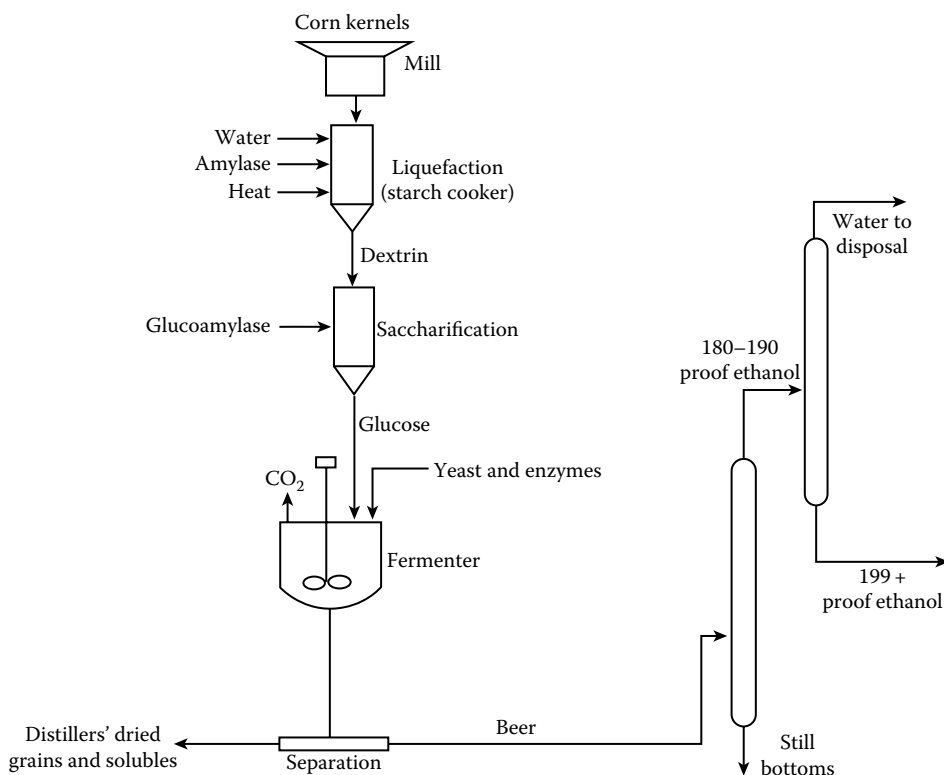 Corn kernels
Mill
Water
Amylase
Heat
Liquefaction
(starch cooker)
Dextrin
Glucoamylase
Saccharification
Glucose
Yeast and enzymes
CO2
Fermenter
Distillers’ dried
grains and solubles
Separation
Beer
180–190
proof ethanol
Still
bottoms
Water to
disposal
199 +
proof ethanol